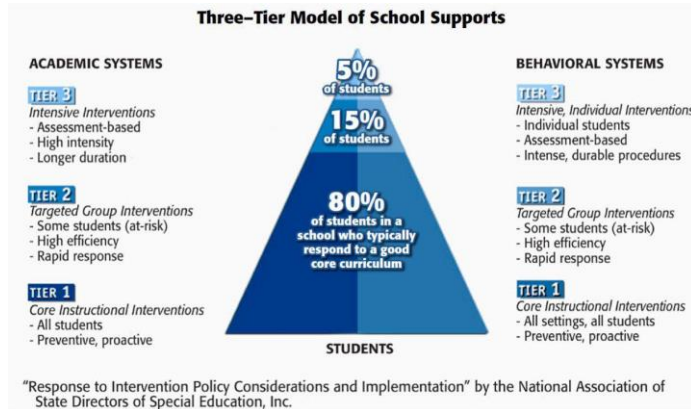 Three-Tier Model of School Supports
ACADEMIC SYSTEMS
TIER 3
Intensive Interventions
- Assessment-based
- High intensity
- Longer duration
TIER 2
Targeted Group Interventions
- Some students (at-risk)
- High efficiency
- Rapid response
TIER 1
Core Instructional Interventions
- All students
- Preventive, proactive
5%
of students
15%
of students
80%
of students in a
school who typically
respond to a good
core curriculum
STUDENTS
BEHAVIORAL SYSTEMS
TIER 3
Intensive, Individual Interventions
- Individual students
- Assessment-based
- Intense, durable procedures
TIER 2
Targeted Group Interventions
- Some students (at-risk)
- High efficiency
- Rapid response
TIER 1
Core Instructional Interventions
- All settings, all students
- Preventive, proactive
"Response to Intervention Policy Considerations and Implementation" by the National Association of
State Directors of Special Education, Inc.